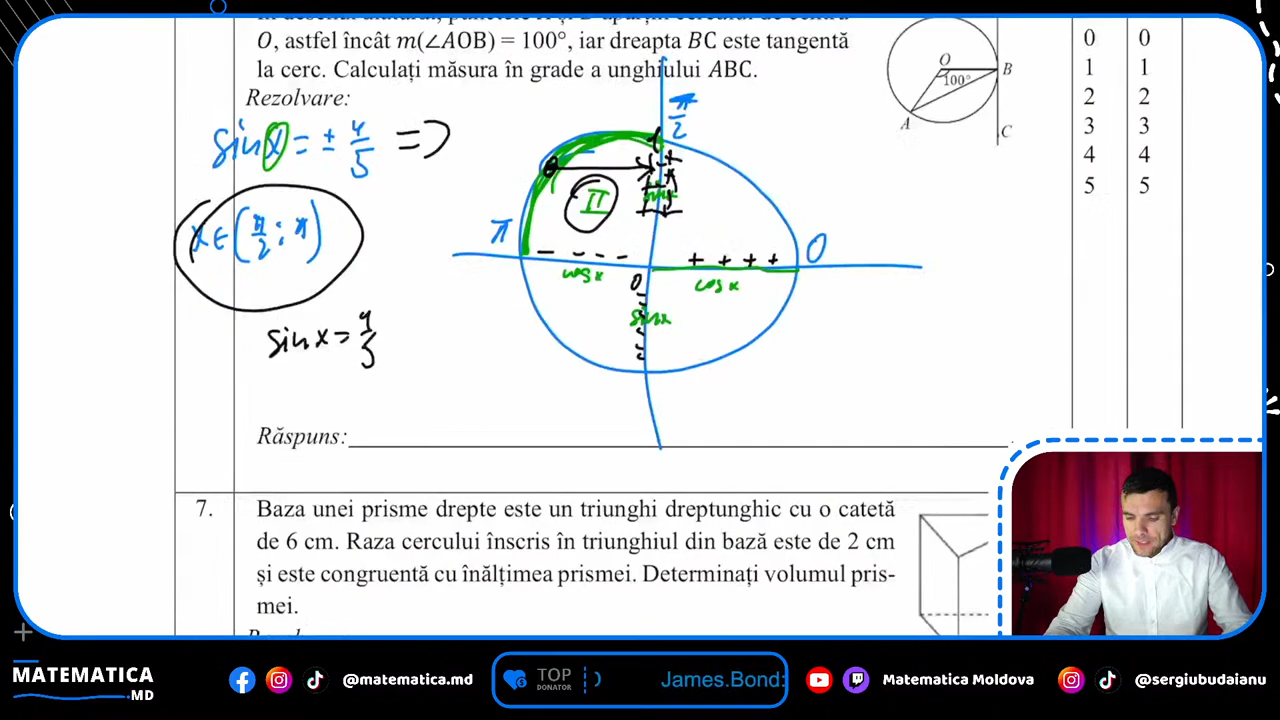 O, astfel încât m(∠AOB) = 100°, iar dreapta BC este tangentă
la cerc. Calculați măsura în grade a unghiului ABC.
Rezolvare:
O
100°
B
A
C
0 0
1 1
2 2
3 3
4 4
5 5
sin x = ± 4/5 =>
x ∈ (π/2 ; π)
sin x = 4/5
π/2
1
sin x
II
π
- - - -
cos x
0
+ + + +
cos x
0
sin x
Răspuns:
7.
Baza unei prisme drepte este un triunghi dreptunghic cu o catetă
de 6 cm. Raza cercului înscris în triunghiul din bază este de 2 cm
și este congruentă cu înălțimea prismei. Determinați volumul pris-
mei.
MATEMATICA
.MD
@matematica.md
TOP
DONATOR
James.Bond:
Matematica Moldova
@sergiubudaianu